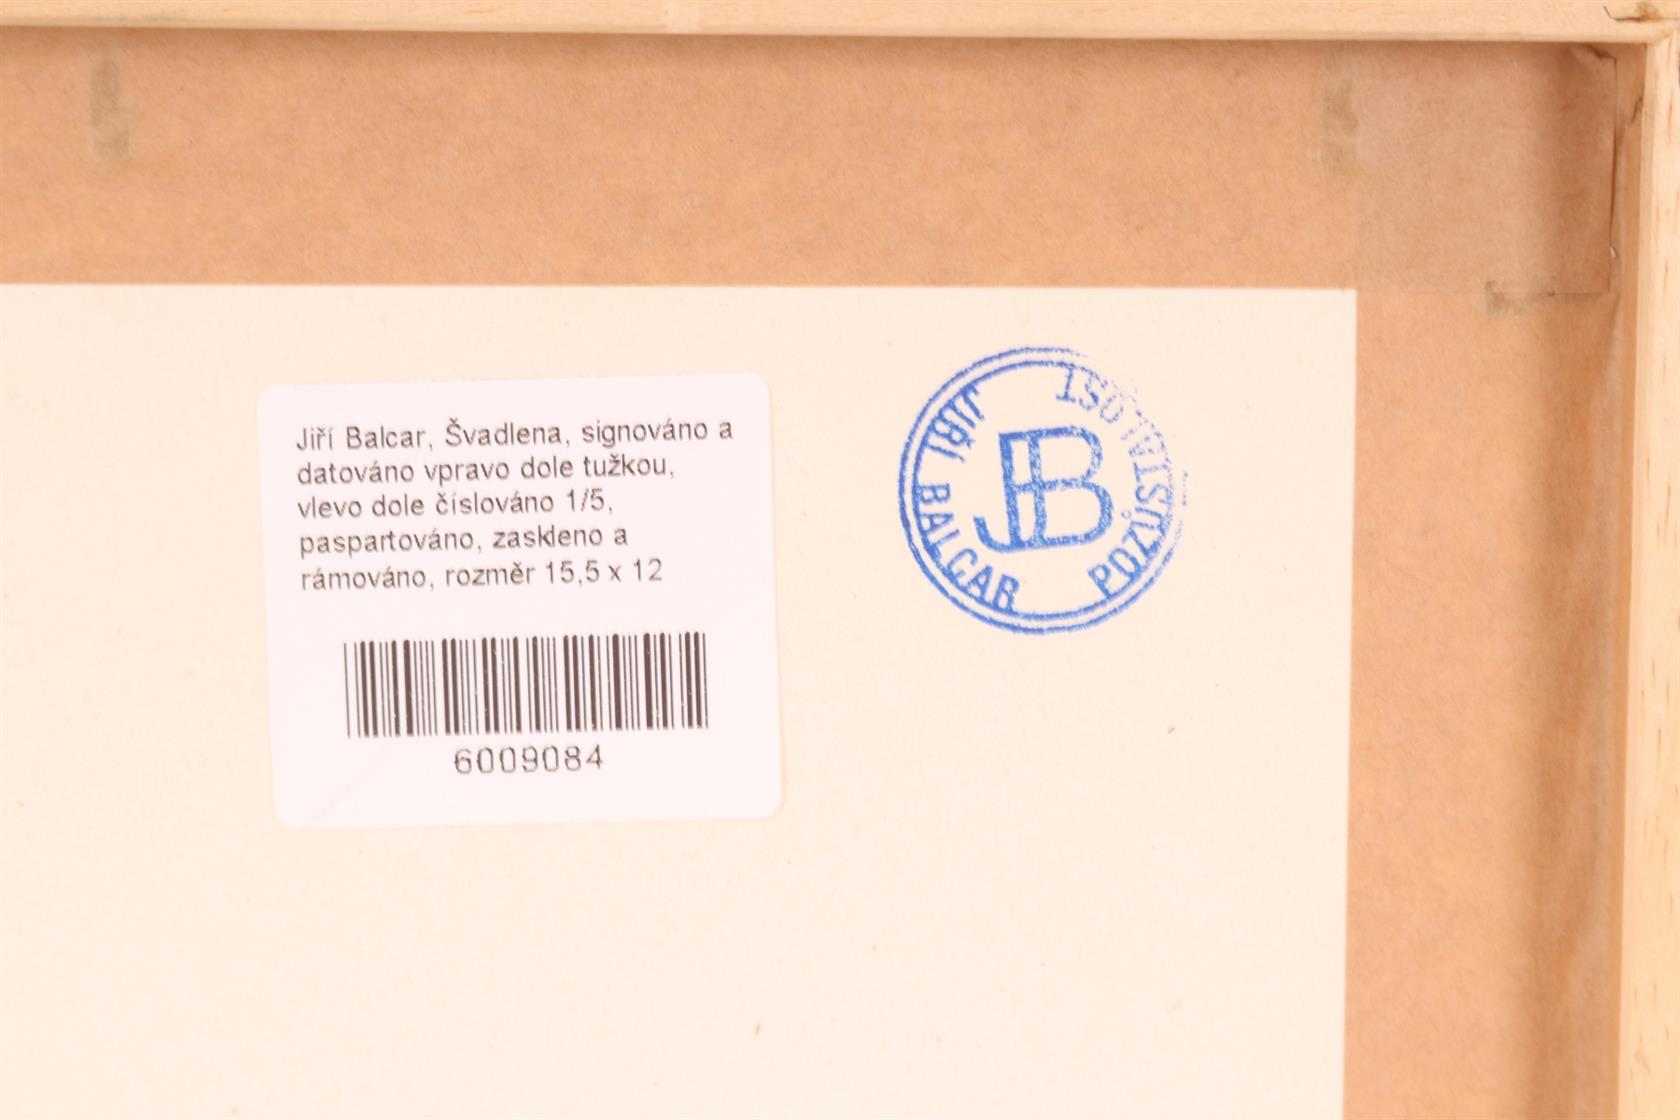 Jiří Balcar, Švadlena, signováno a
datováno vpravo dole tužkou,
vlevo dole číslováno 1/5,
paspartováno, zaskleno a
rámováno, rozměr 15,5 x 12
6009084
JIŘÍ BALCAR POZŮSTALOST
JB